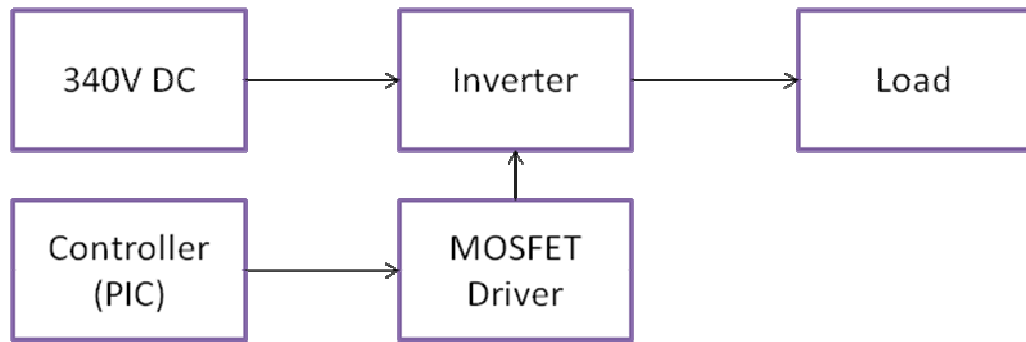 340V DC
Inverter
Load
Controller
(PIC)
MOSFET
Driver